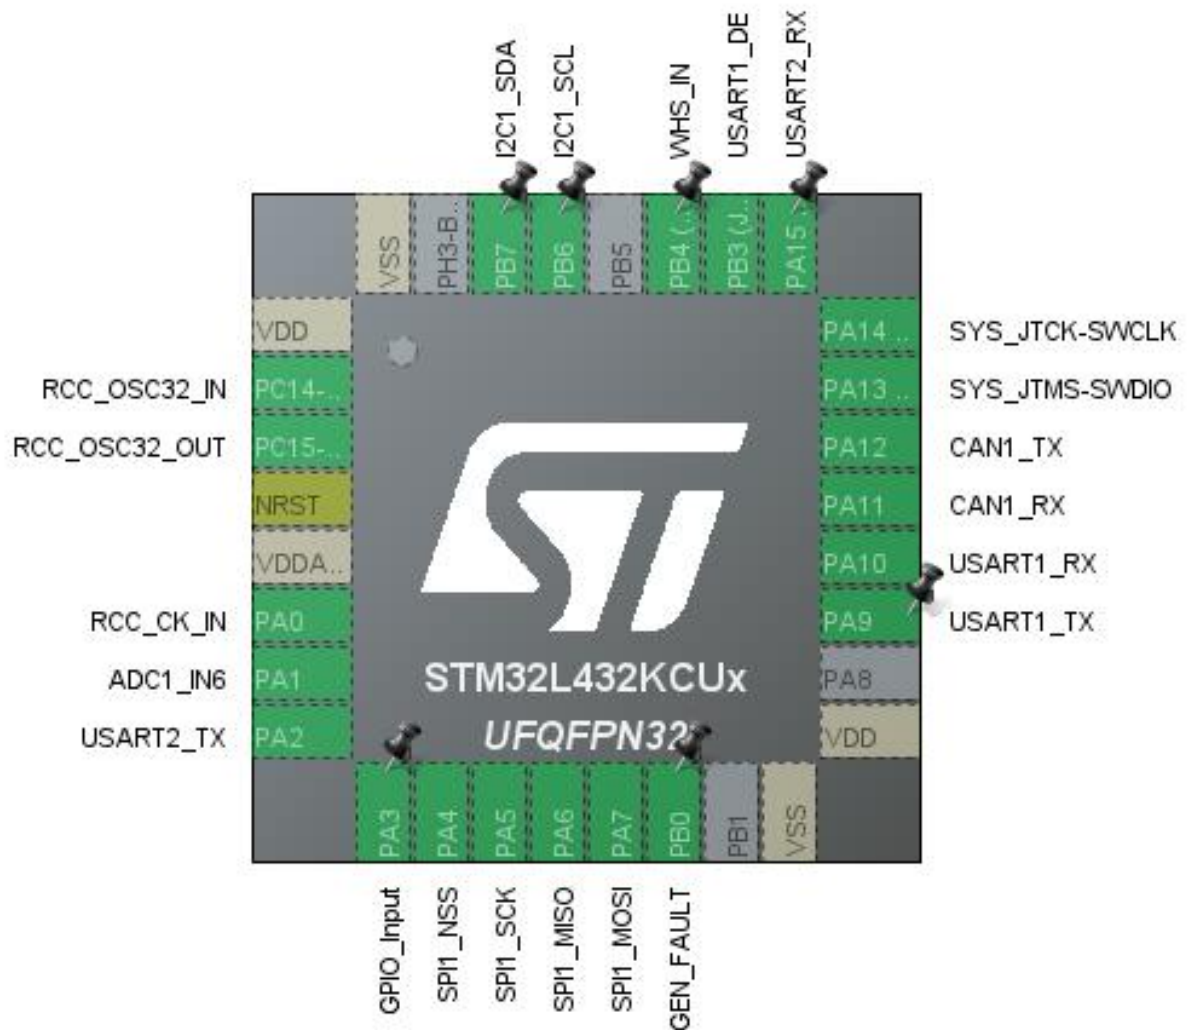 I2C1_SDA
I2C1_SCL
WHS_IN
USART1_DE
USART2_RX
VSS
PH3-B..
PB7
PB6
PB5
PB4 (...
PB3 (J..
PA15 ..
VDD
RCC_OSC32_IN PC14-..
RCC_OSC32_OUT PC15-..
NRST
VDDA..
RCC_CK_IN PA0
ADC1_IN6 PA1
USART2_TX PA2
PA14 .. SYS_JTCK-SWCLK
PA13 .. SYS_JTMS-SWDIO
PA12 CAN1_TX
PA11 CAN1_RX
PA10 USART1_RX
PA9 USART1_TX
PA8
VDD
ST
STM32L432KCUx
UFQFPN32
PA3
PA4
PA5
PA6
PA7
PB0
PB1
VSS
GPIO_Input
SPI1_NSS
SPI1_SCK
SPI1_MISO
SPI1_MOSI
GEN_FAULT